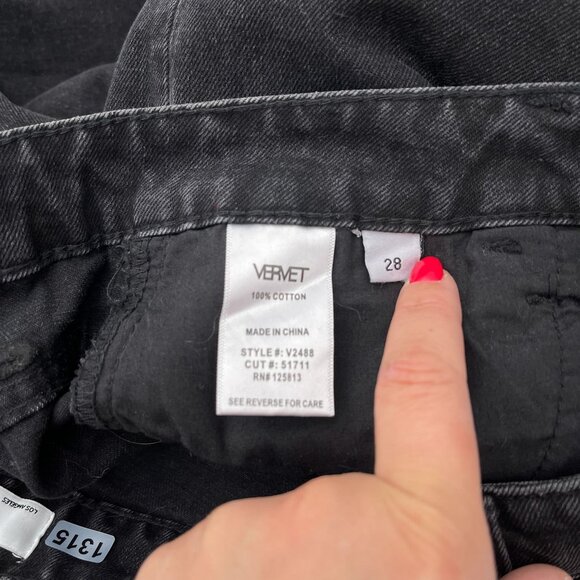 VERVET
100% COTTON
MADE IN CHINA
STYLE #: V2488
CUT #: 51711
RN# 125813
SEE REVERSE FOR CARE
28
LOS ANGELES
1315